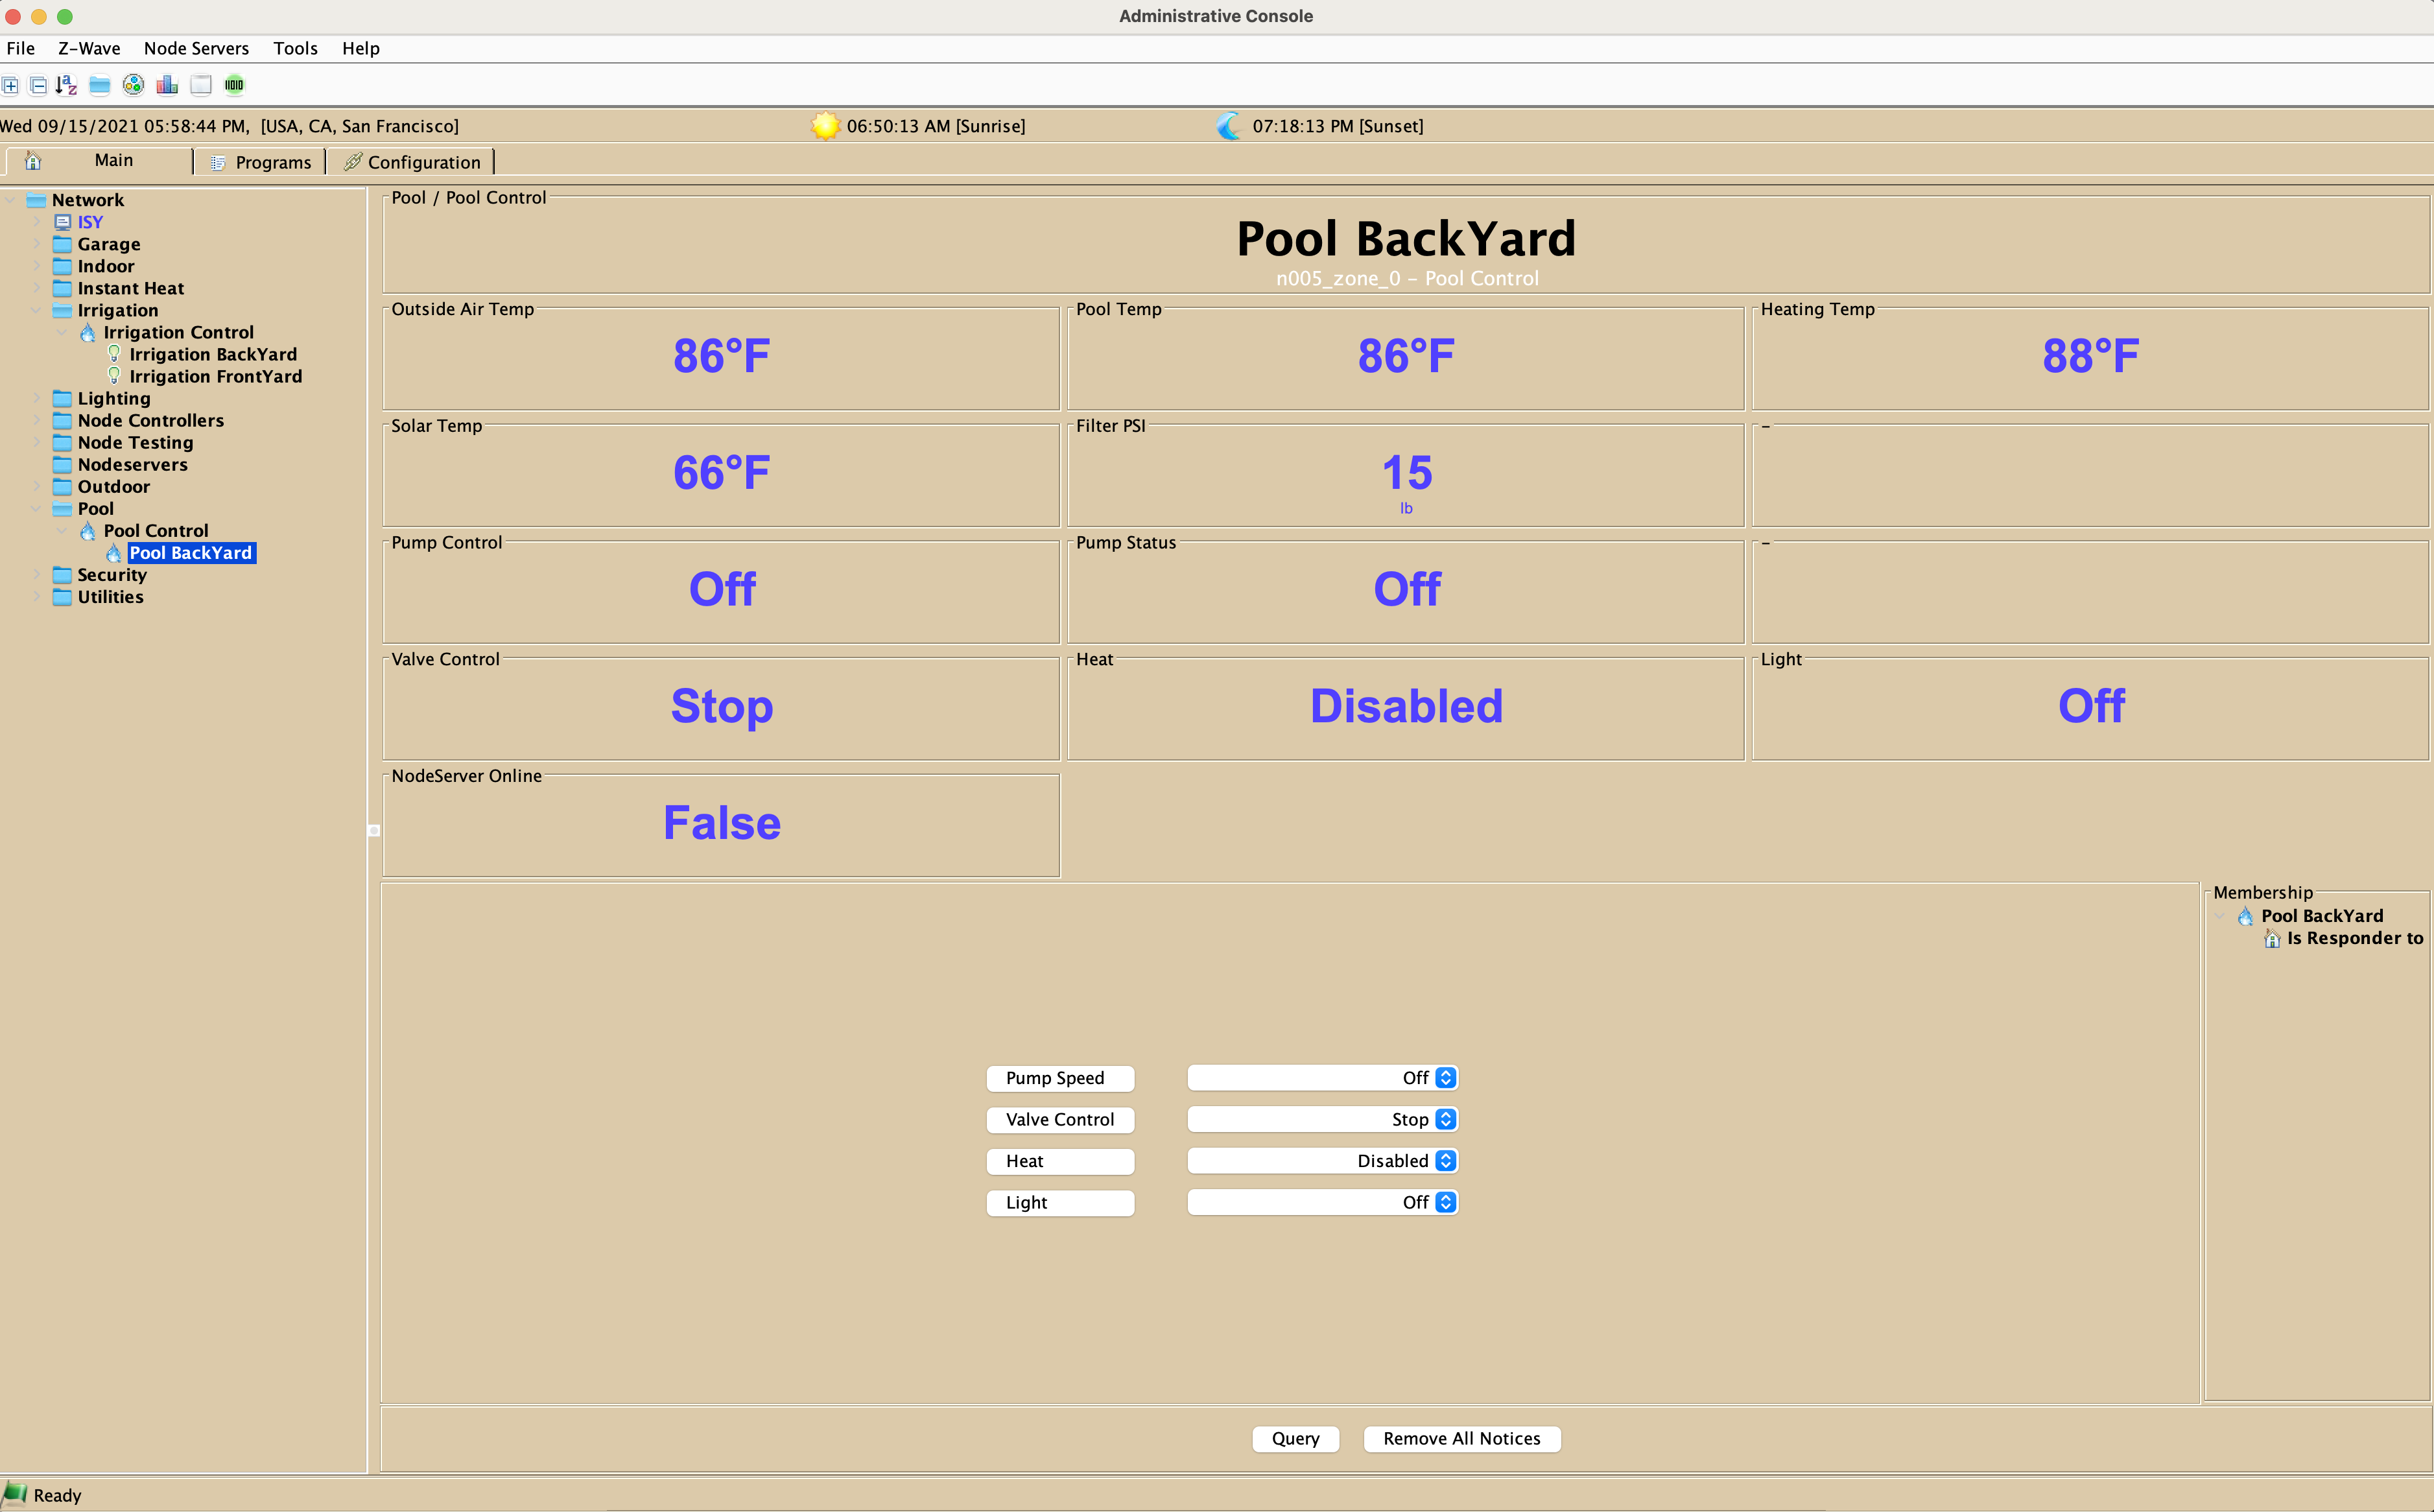 Administrative Console
File Z-Wave Node Servers Tools Help
Wed 09/15/2021 05:58:44 PM, [USA, CA, San Francisco]
06:50:13 AM [Sunrise]
07:18:13 PM [Sunset]
Main
Programs
Configuration
Network
ISY
Garage
Indoor
Instant Heat
Irrigation
Irrigation Control
Irrigation BackYard
Irrigation FrontYard
Lighting
Node Controllers
Node Testing
Nodeservers
Outdoor
Pool
Pool Control
Pool BackYard
Security
Utilities
Pool / Pool Control
Pool BackYard
n005_zone_0 - Pool Control
Outside Air Temp
86°F
Pool Temp
86°F
Heating Temp
88°F
Solar Temp
66°F
Filter PSI
15
lb
-
Pump Control
Off
Pump Status
Off
-
Valve Control
Stop
Heat
Disabled
Light
Off
NodeServer Online
False
Pump Speed Off
Valve Control Stop
Heat Disabled
Light Off
Membership
Pool BackYard
Is Responder to
Query
Remove All Notices
Ready